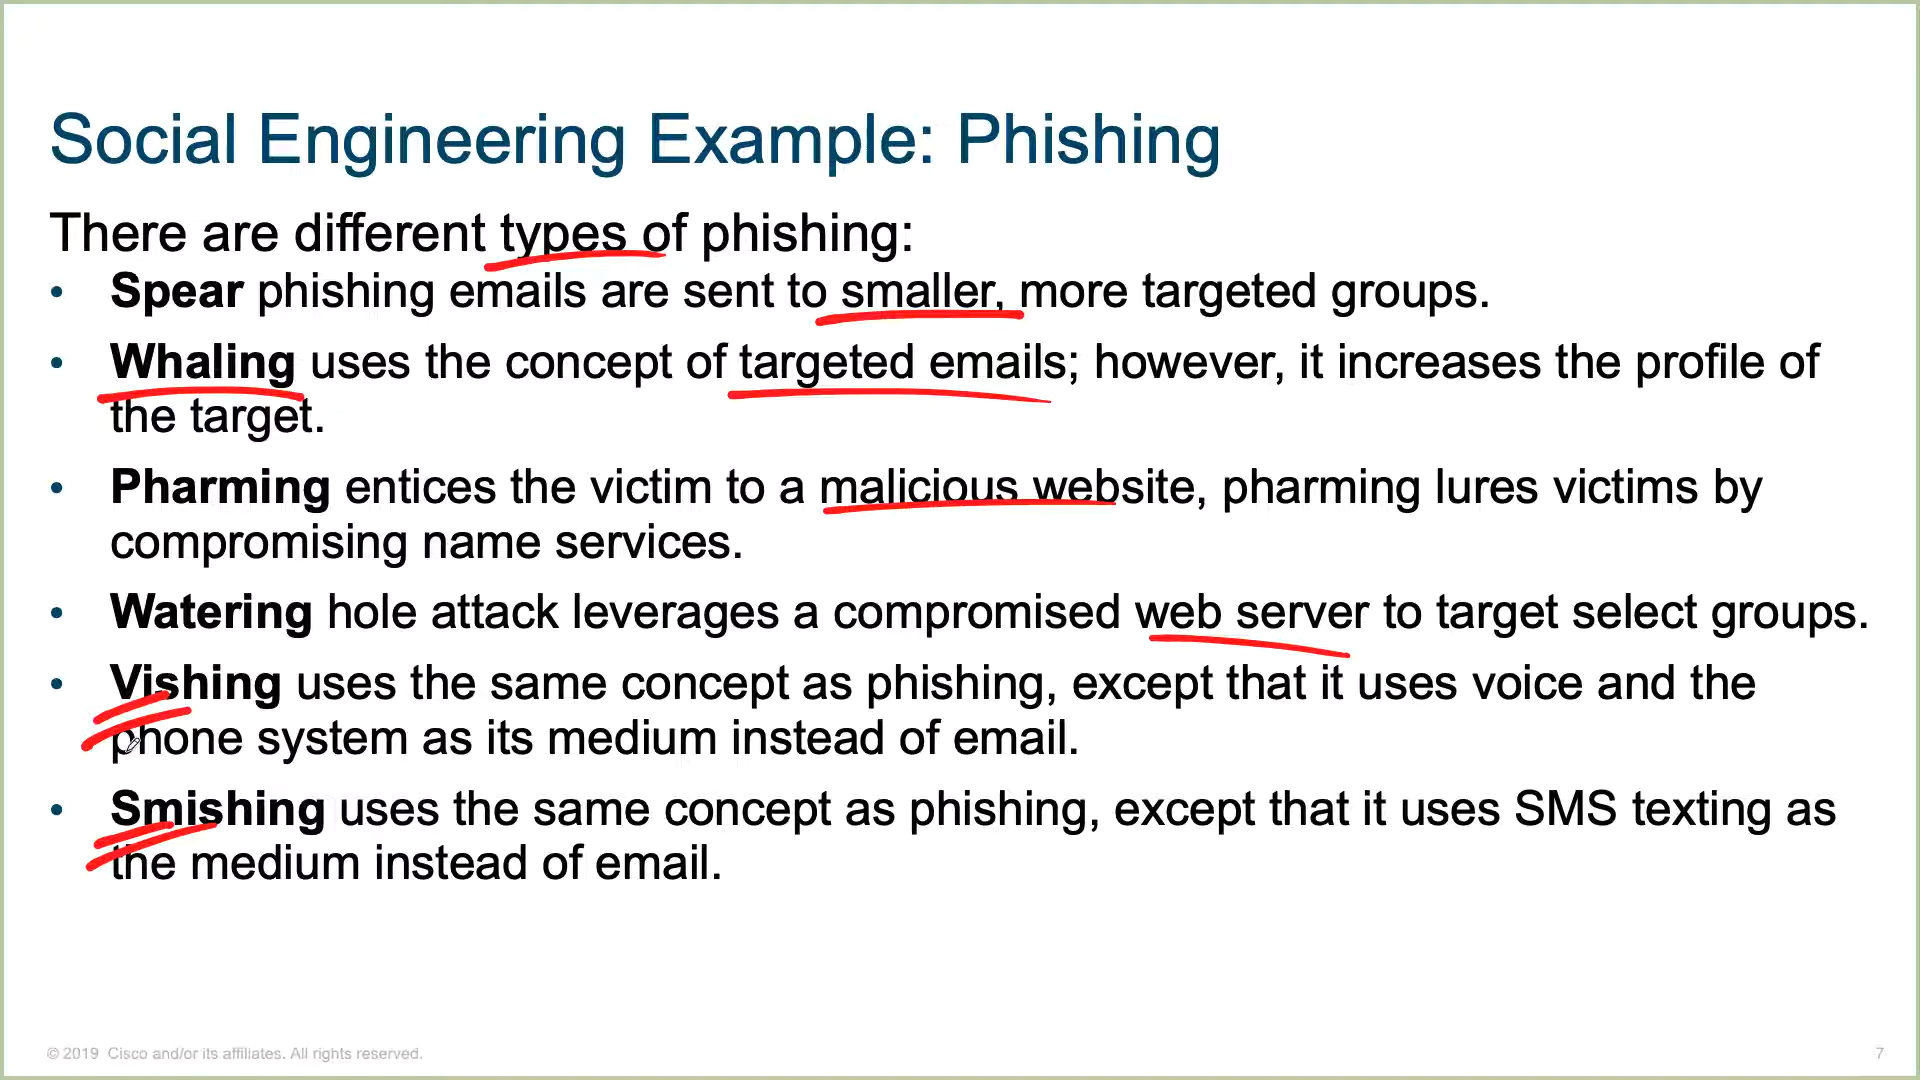 Social Engineering Example: Phishing
There are different types of phishing:
• Spear phishing emails are sent to smaller, more targeted groups.
• Whaling uses the concept of targeted emails; however, it increases the profile of
the target.
• Pharming entices the victim to a malicious website, pharming lures victims by
compromising name services.
• Watering hole attack leverages a compromised web server to target select groups.
• Vishing uses the same concept as phishing, except that it uses voice and the
phone system as its medium instead of email.
• Smishing uses the same concept as phishing, except that it uses SMS texting as
the medium instead of email.
© 2019 Cisco and/or its affiliates. All rights reserved.
7